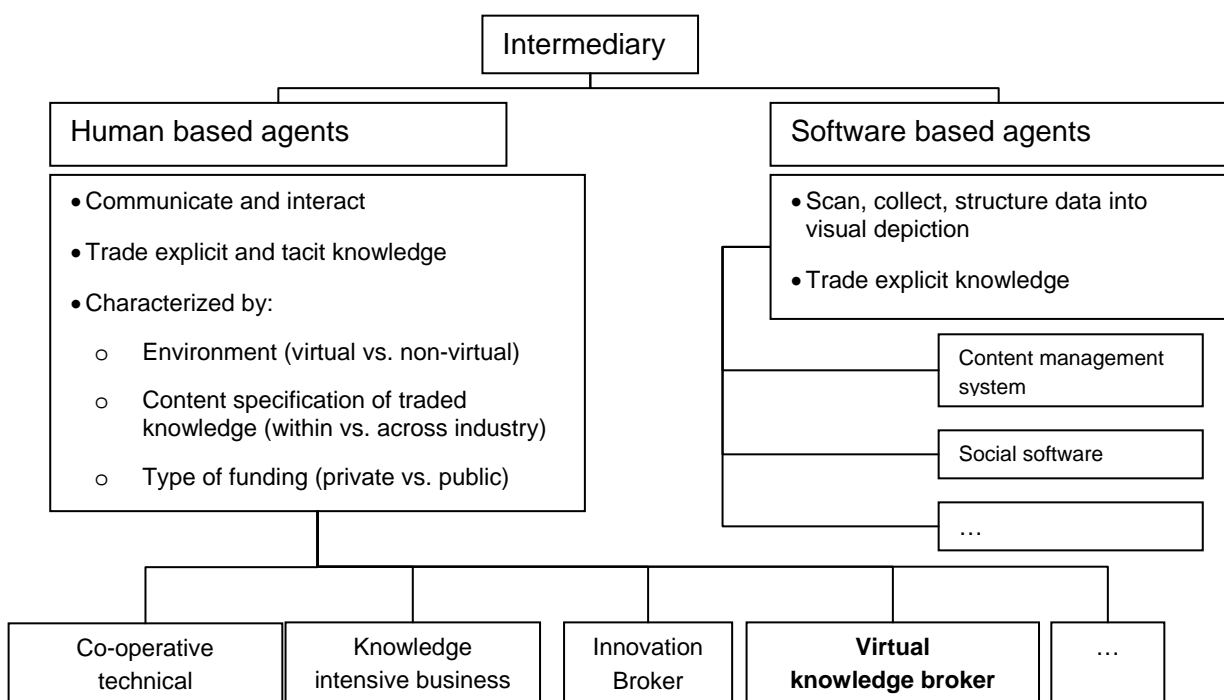 Intermediary
Human based agents
• Communicate and interact
• Trade explicit and tacit knowledge
• Characterized by:
o Environment (virtual vs. non-virtual)
o Content specification of traded
knowledge (within vs. across industry)
o Type of funding (private vs. public)
Software based agents
• Scan, collect, structure data into
visual depiction
• Trade explicit knowledge
Content management
system
Social software
…
Co-operative
technical
Knowledge
intensive business
Innovation
Broker
Virtual
knowledge broker
…